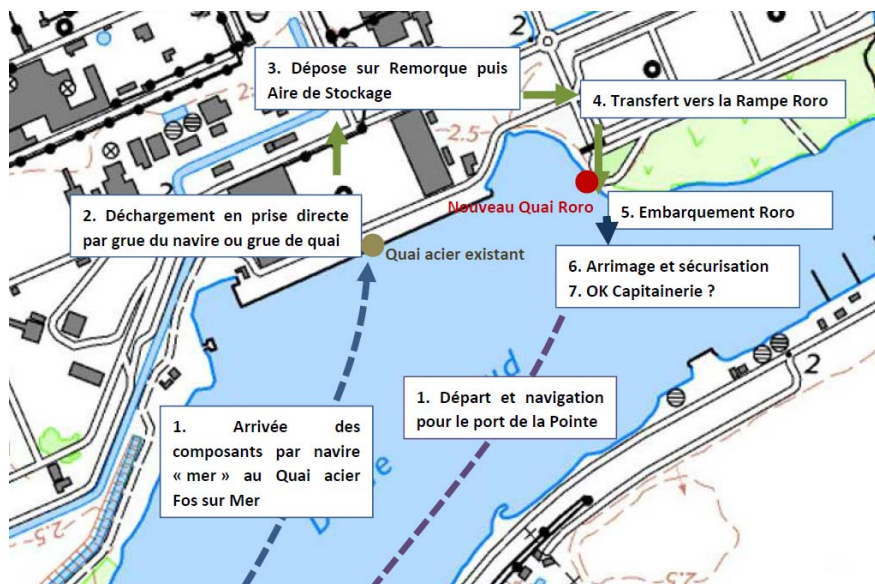 2
3. Dépose sur Remorque puis
Aire de Stockage
2
4. Transfert vers la Rampe Roro
2.5
2. Déchargement en prise directe
par grue du navire ou grue de quai
Nouveau Quai Roro
5. Embarquement Roro
Quai acier existant
6. Arrimage et sécurisation
7. OK Capitainerie ?
2
1. Départ et navigation
pour le port de la Pointe
1. Arrivée des
composants par navire
« mer » au Quai acier
Fos sur Mer
2.5
2.5